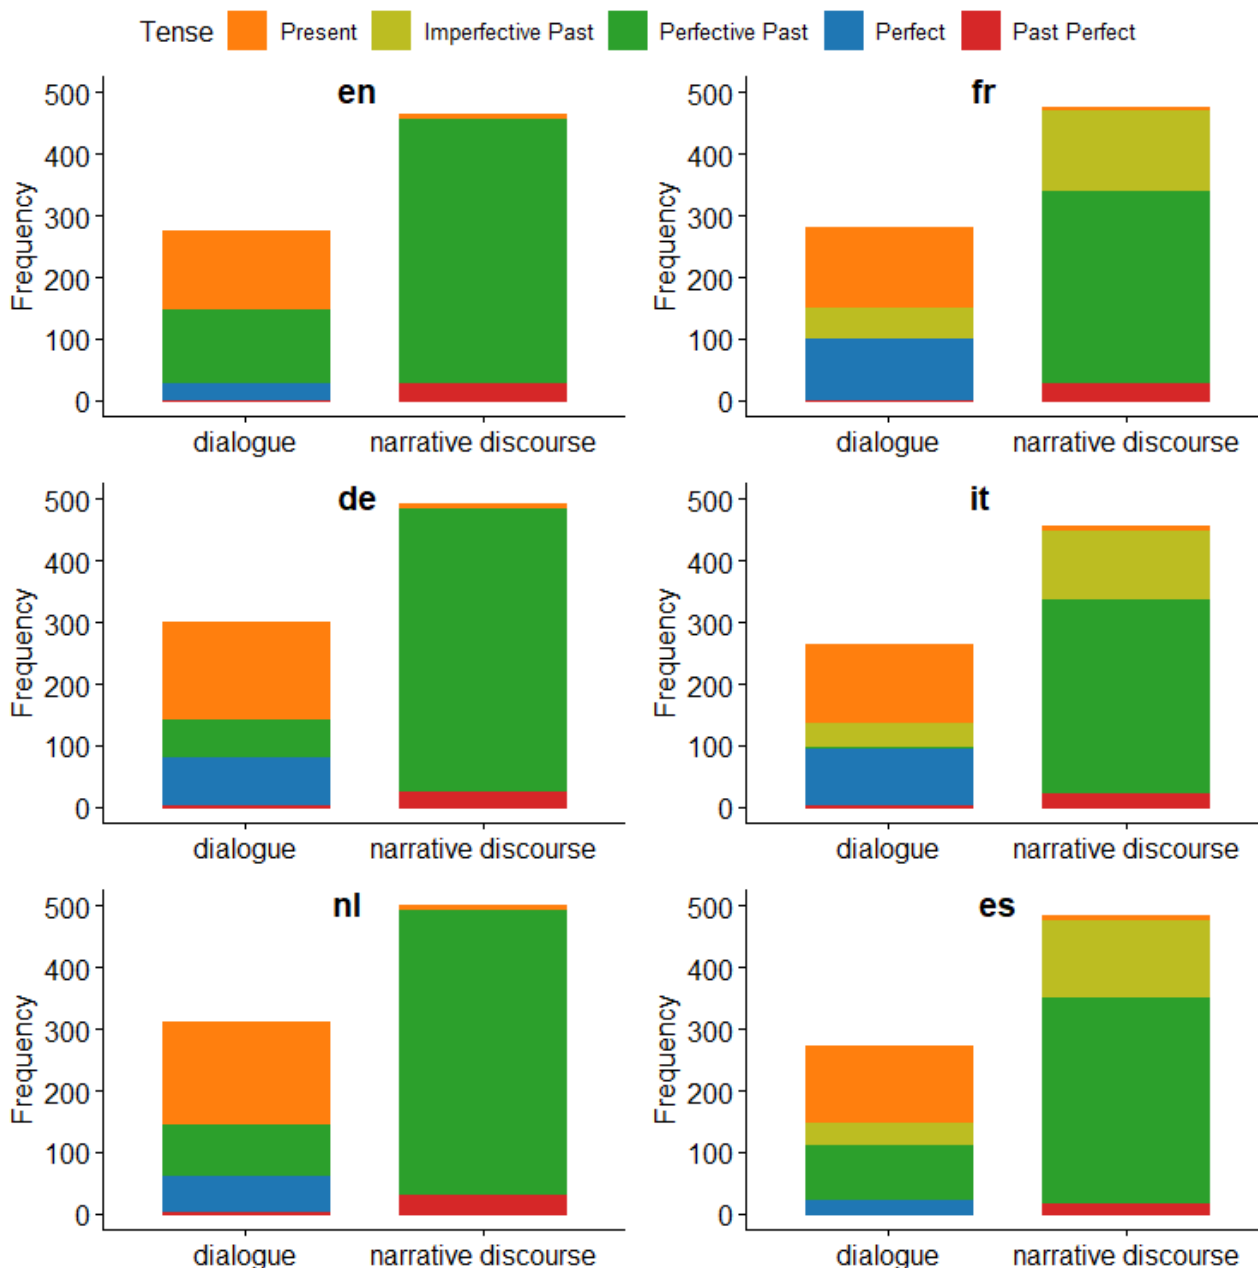 Tense Present Imperfective Past Perfective Past Perfect Past Perfect
en
500
400
300
200
100
0
Frequency
dialogue narrative discourse
fr
500
400
300
200
100
0
Frequency
dialogue narrative discourse
de
500
400
300
200
100
0
Frequency
dialogue narrative discourse
it
500
400
300
200
100
0
Frequency
dialogue narrative discourse
nl
500
400
300
200
100
0
Frequency
dialogue narrative discourse
es
500
400
300
200
100
0
Frequency
dialogue narrative discourse